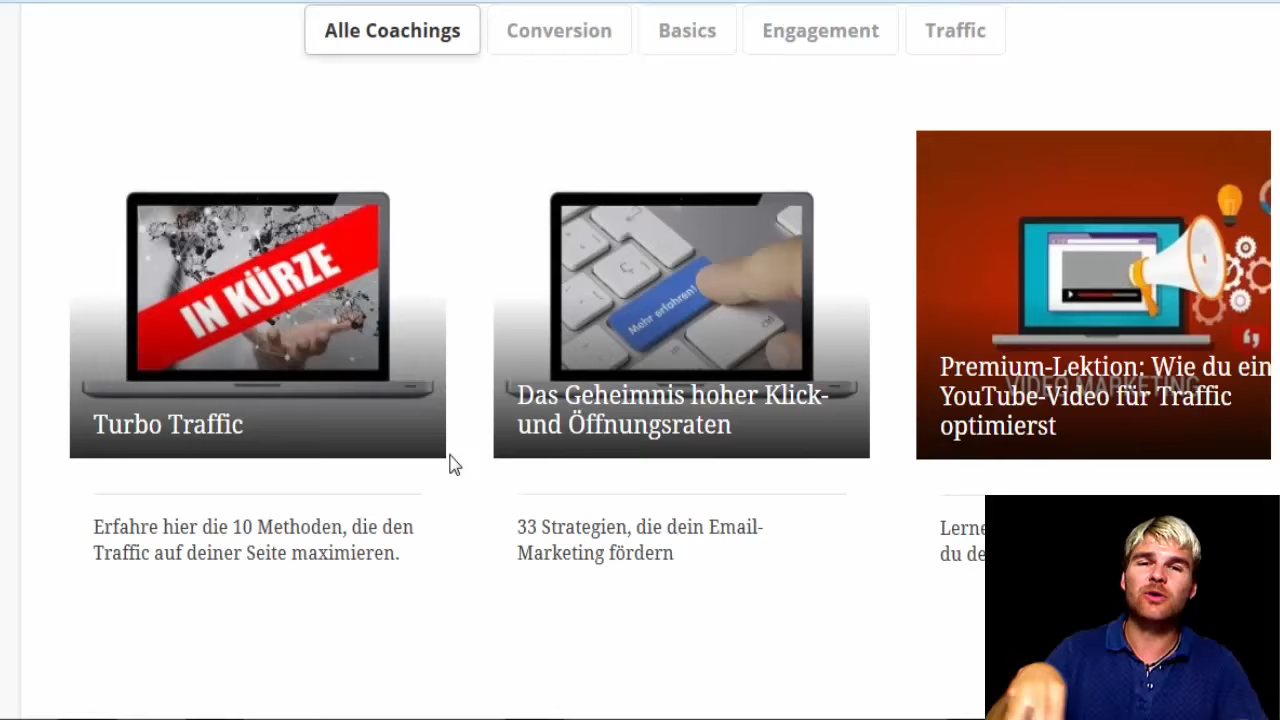 Alle Coachings
Conversion
Basics
Engagement
Traffic
IN KÜRZE
Turbo Traffic
Erfahre hier die 10 Methoden, die den
Traffic auf deiner Seite maximieren.
Mehr erfahren!
Das Geheimnis hoher Klick-
und Öffnungsraten
33 Strategien, die dein Email-
Marketing fördern
VIDEO MARKETING
Premium-Lektion: Wie du ein
YouTube-Video für Traffic
optimierst
Lerne
du de